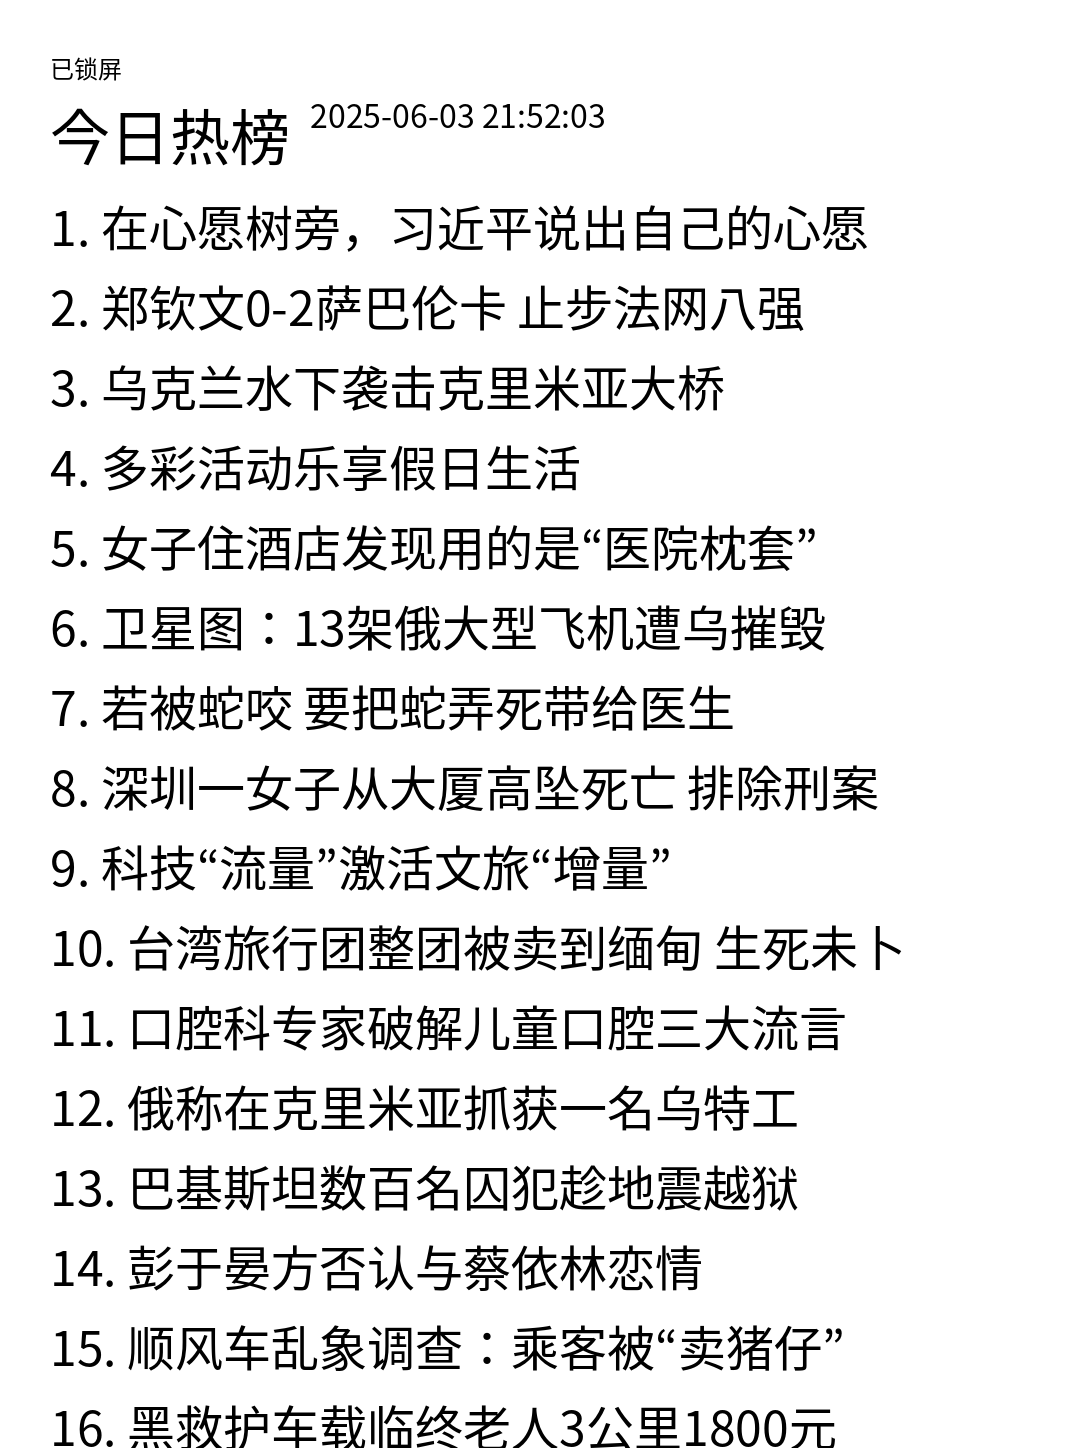 已锁屏
今日热榜 2025-06-03 21:52:03
1. 在心愿树旁，习近平说出自己的心愿
2. 郑钦文0-2萨巴伦卡 止步法网八强
3. 乌克兰水下袭击克里米亚大桥
4. 多彩活动乐享假日生活
5. 女子住酒店发现用的是“医院枕套”
6. 卫星图：13架俄大型飞机遭乌摧毁
7. 若被蛇咬 要把蛇弄死带给医生
8. 深圳一女子从大厦高坠死亡 排除刑案
9. 科技“流量”激活文旅“增量”
10. 台湾旅行团整团被卖到缅甸 生死未卜
11. 口腔科专家破解儿童口腔三大流言
12. 俄称在克里米亚抓获一名乌特工
13. 巴基斯坦数百名囚犯趁地震越狱
14. 彭于晏方否认与蔡依林恋情
15. 顺风车乱象调查：乘客被“卖猪仔”
16. 黑救护车载临终老人3公里1800元